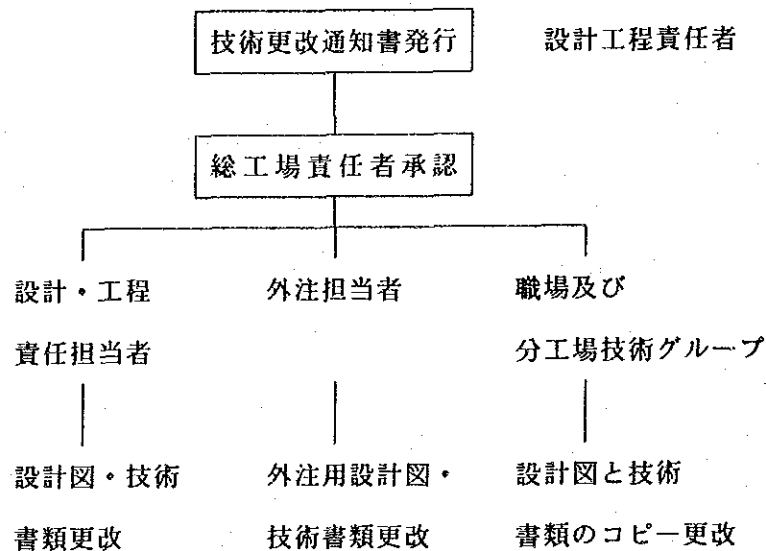 技術更改通知書発行 設計工程責任者
総工場責任者承認
設計・工程 外注担当者 職場及び
責任担当者 分工場技術グループ
設計図・技術 外注用設計図・ 設計図と技術
書類更改 技術書類更改 書類のコピー更改